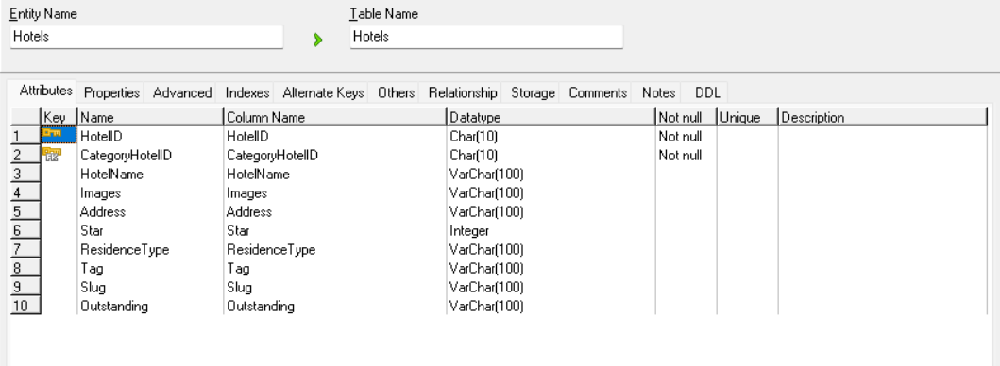 Entity Name Table Name
Hotels Hotels
Attributes Properties Advanced Indexes Alternate Keys Others Relationship Storage Comments Notes DDL
Key Name Column Name Datatype Not null Unique Description
1 HotelID HotelID Char(10) Not null
2 FK CategoryHotelID CategoryHotelID Char(10) Not null
3 HotelName HotelName VarChar(100)
4 Images Images VarChar(100)
5 Address Address VarChar(100)
6 Star Star Integer
7 ResidenceType ResidenceType VarChar(100)
8 Tag Tag VarChar(100)
9 Slug Slug VarChar(100)
10 Outstanding Outstanding VarChar(100)